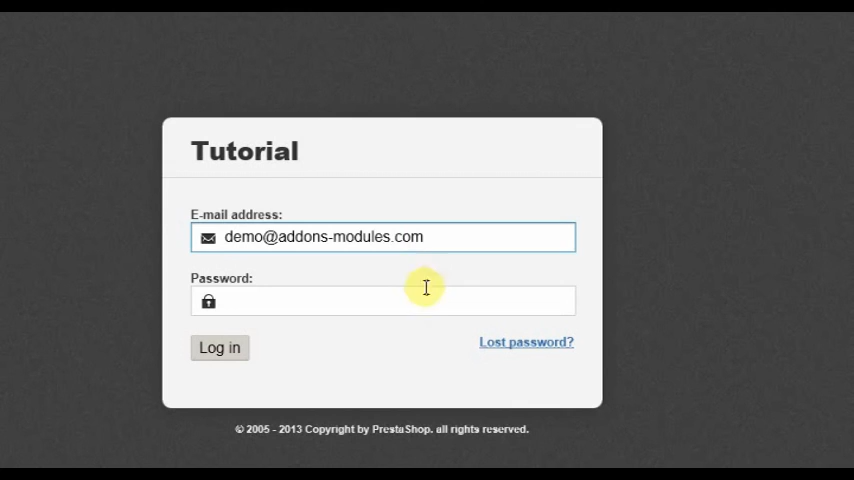 Tutorial
E-mail address:
demo@addons-modules.com
Password:
Log in
Lost password?
© 2005 - 2013 Copyright by PrestaShop. all rights reserved.